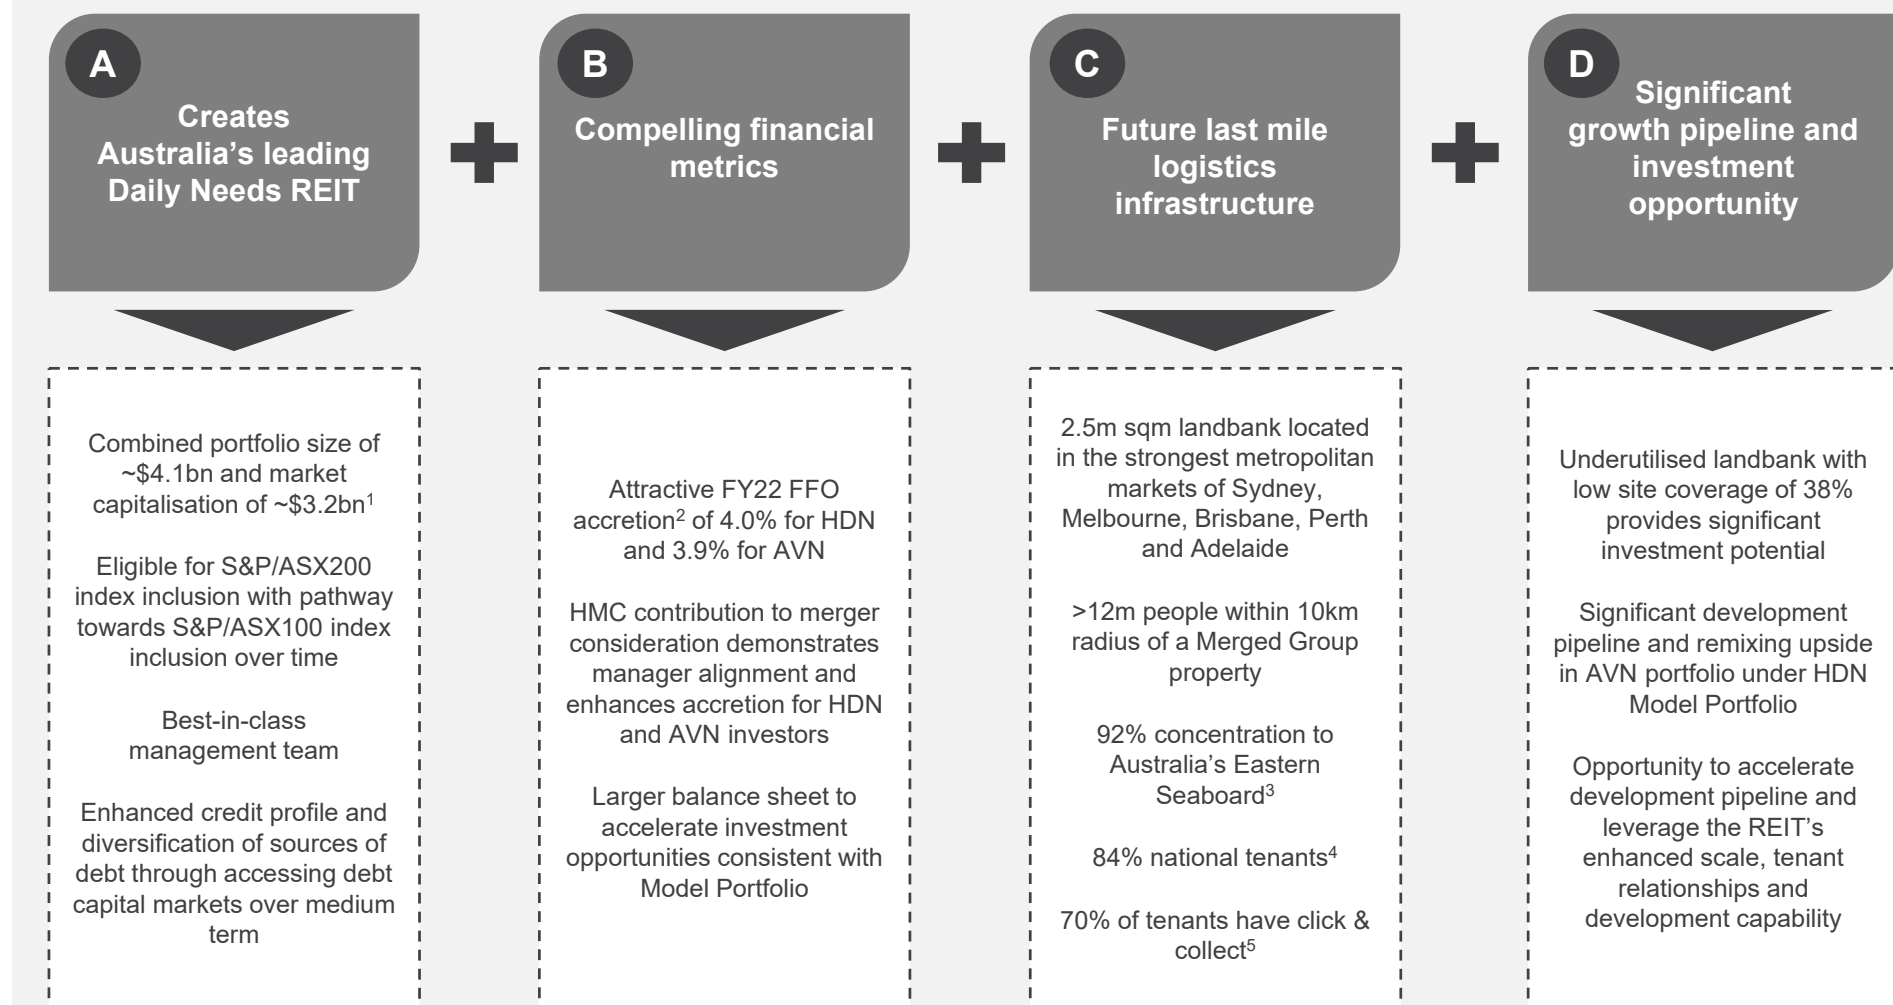 A
Creates
Australia’s leading
Daily Needs REIT
Combined portfolio size of
~$4.1bn and market
capitalisation of ~$3.2bn¹
Eligible for S&P/ASX200
index inclusion with pathway
towards S&P/ASX100 index
inclusion over time
Best-in-class
management team
Enhanced credit profile and
diversification of sources of
debt through accessing debt
capital markets over medium
term
B
Compelling financial
metrics
Attractive FY22 FFO
accretion² of 4.0% for HDN
and 3.9% for AVN
HMC contribution to merger
consideration demonstrates
manager alignment and
enhances accretion for HDN
and AVN investors
Larger balance sheet to
accelerate investment
opportunities consistent with
Model Portfolio
C
Future last mile
logistics
infrastructure
2.5m sqm landbank located
in the strongest metropolitan
markets of Sydney,
Melbourne, Brisbane, Perth
and Adelaide
>12m people within 10km
radius of a Merged Group
property
92% concentration to
Australia’s Eastern
Seaboard³
84% national tenants⁴
70% of tenants have click &
collect⁵
D
Significant
growth pipeline and
investment
opportunity
Underutilised landbank with
low site coverage of 38%
provides significant
investment potential
Significant development
pipeline and remixing upside
in AVN portfolio under HDN
Model Portfolio
Opportunity to accelerate
development pipeline and
leverage the REIT’s
enhanced scale, tenant
relationships and
development capability